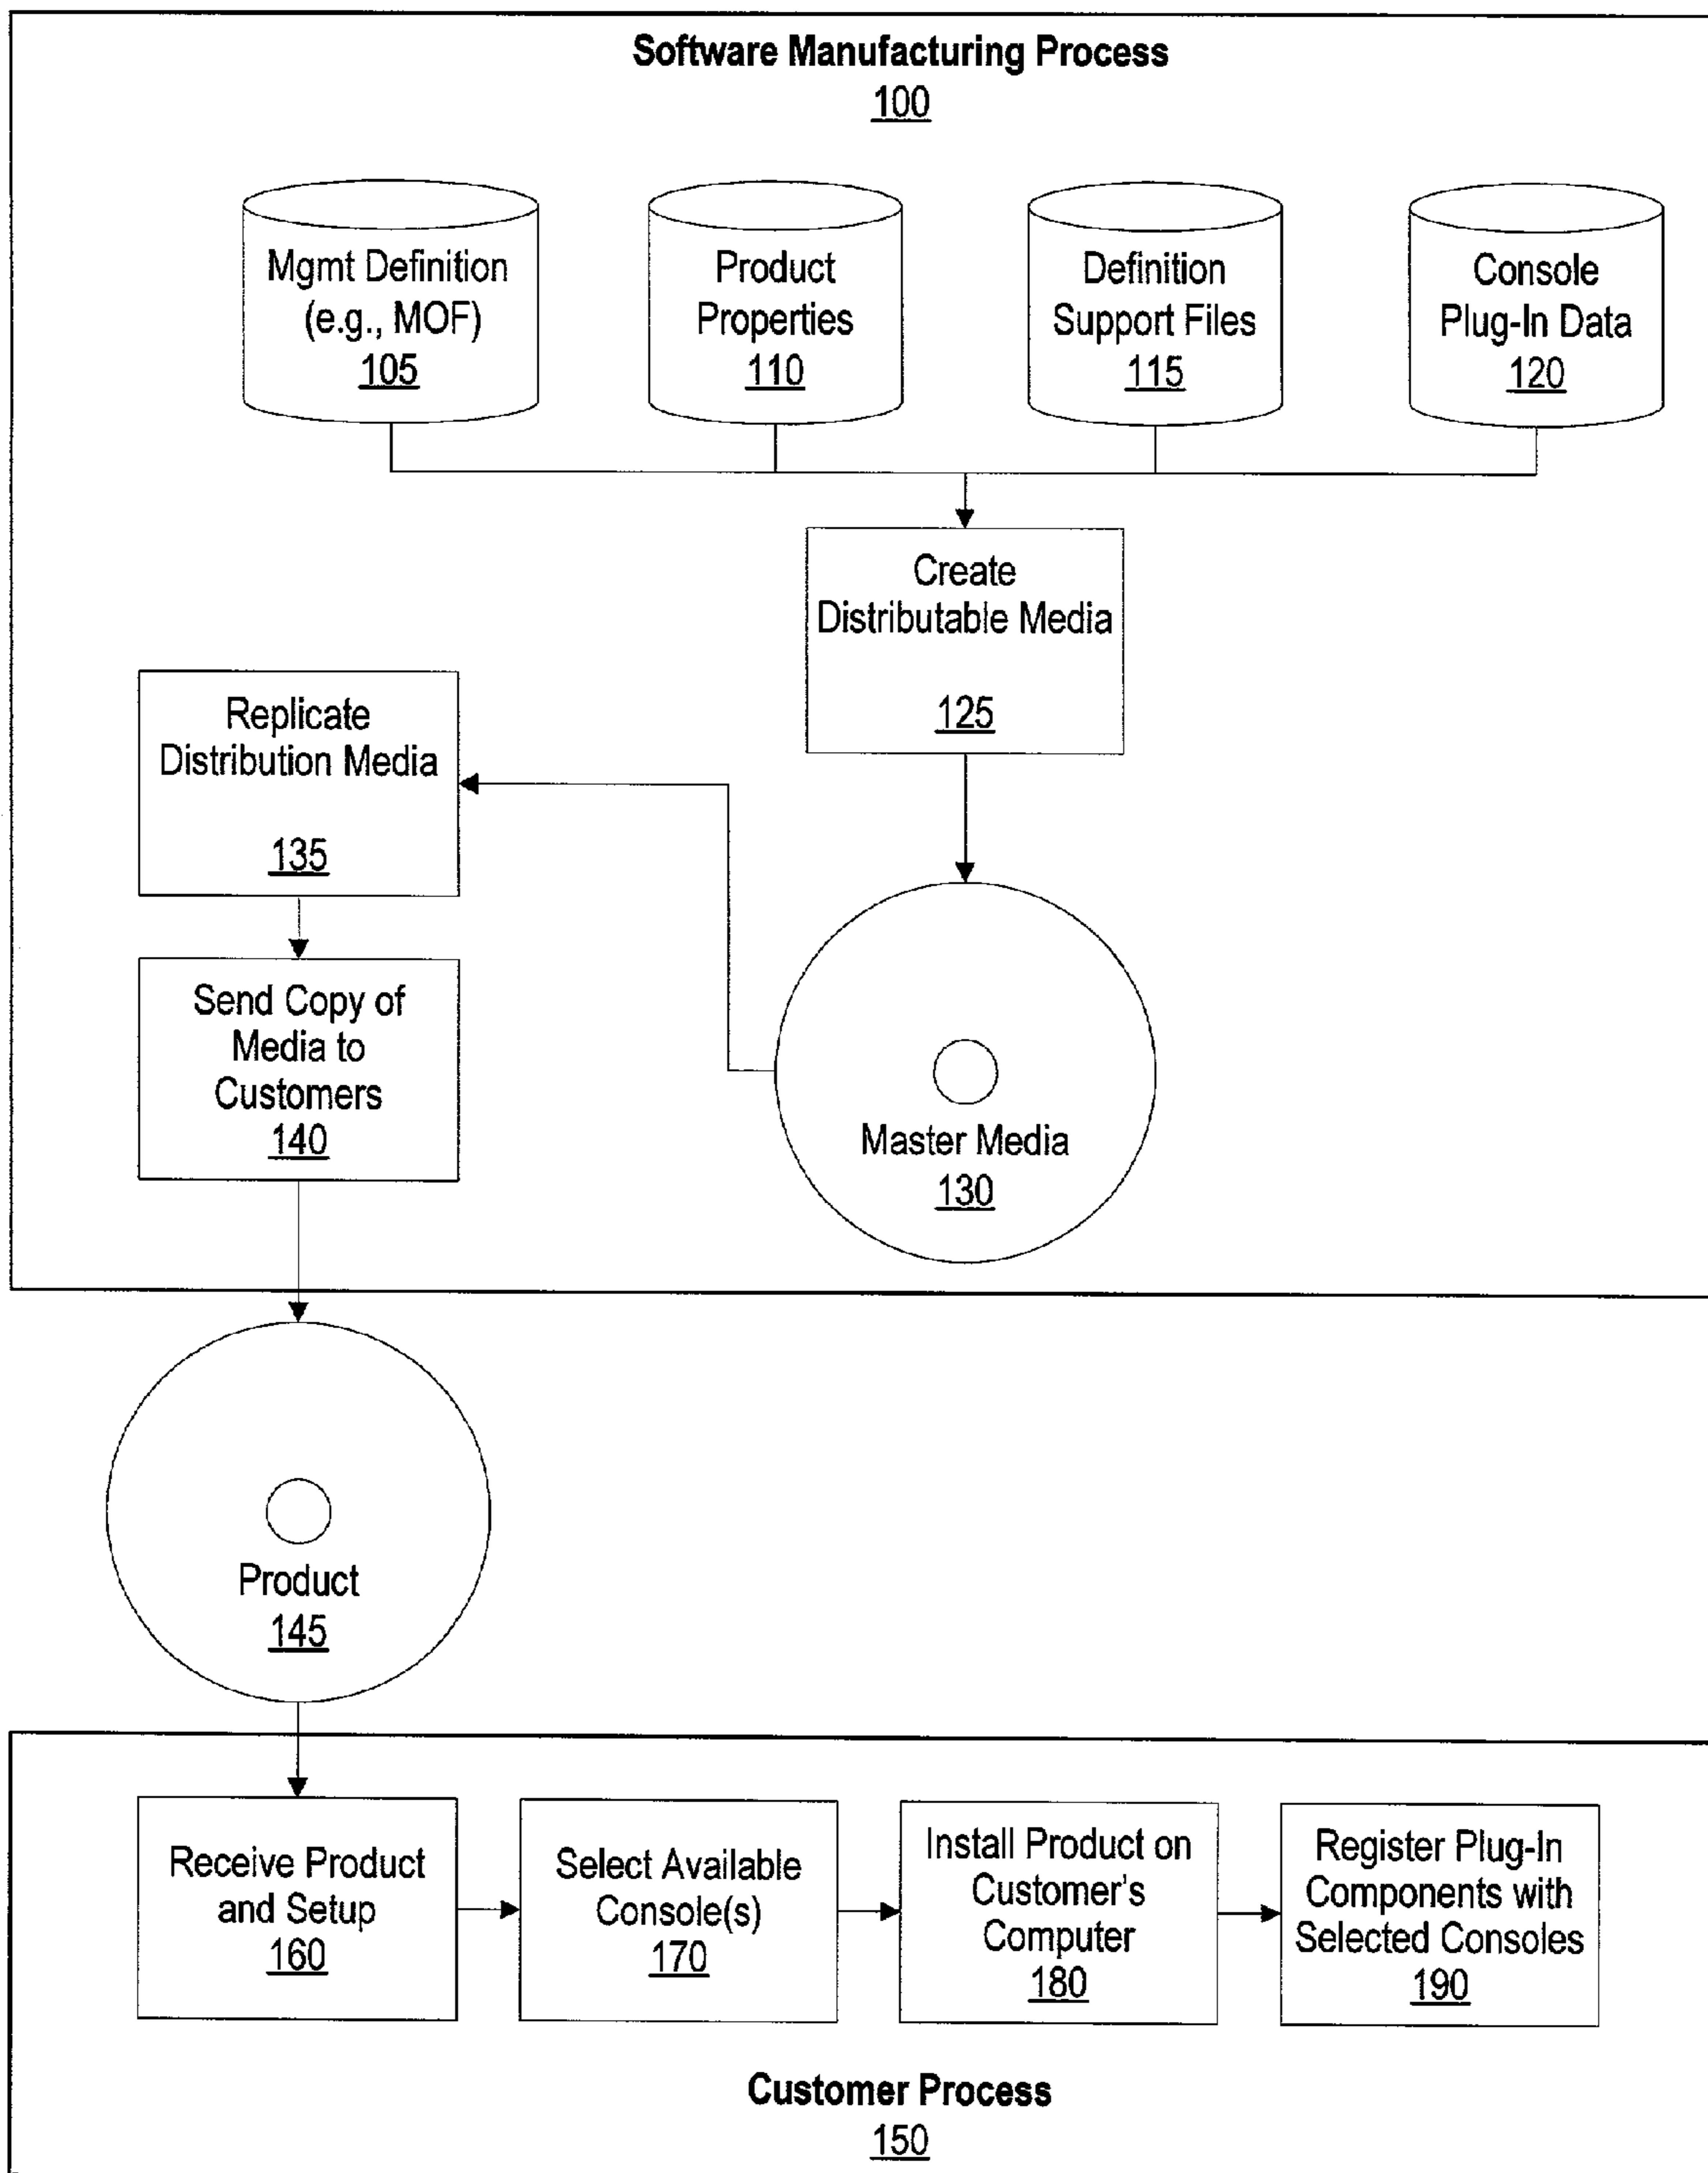 Software Manufacturing Process
100
Mgmt Definition
(e.g., MOF)
105
Product
Properties
110
Definition
Support Files
115
Console
Plug-In Data
120
Create
Distributable Media
125
Replicate
Distribution Media
135
Send Copy of
Media to
Customers
140
Master Media
130
Product
145
Receive Product
and Setup
160
Select Available
Console(s)
170
Install Product on
Customer's
Computer
180
Register Plug-In
Components with
Selected Consoles
190
Customer Process
150